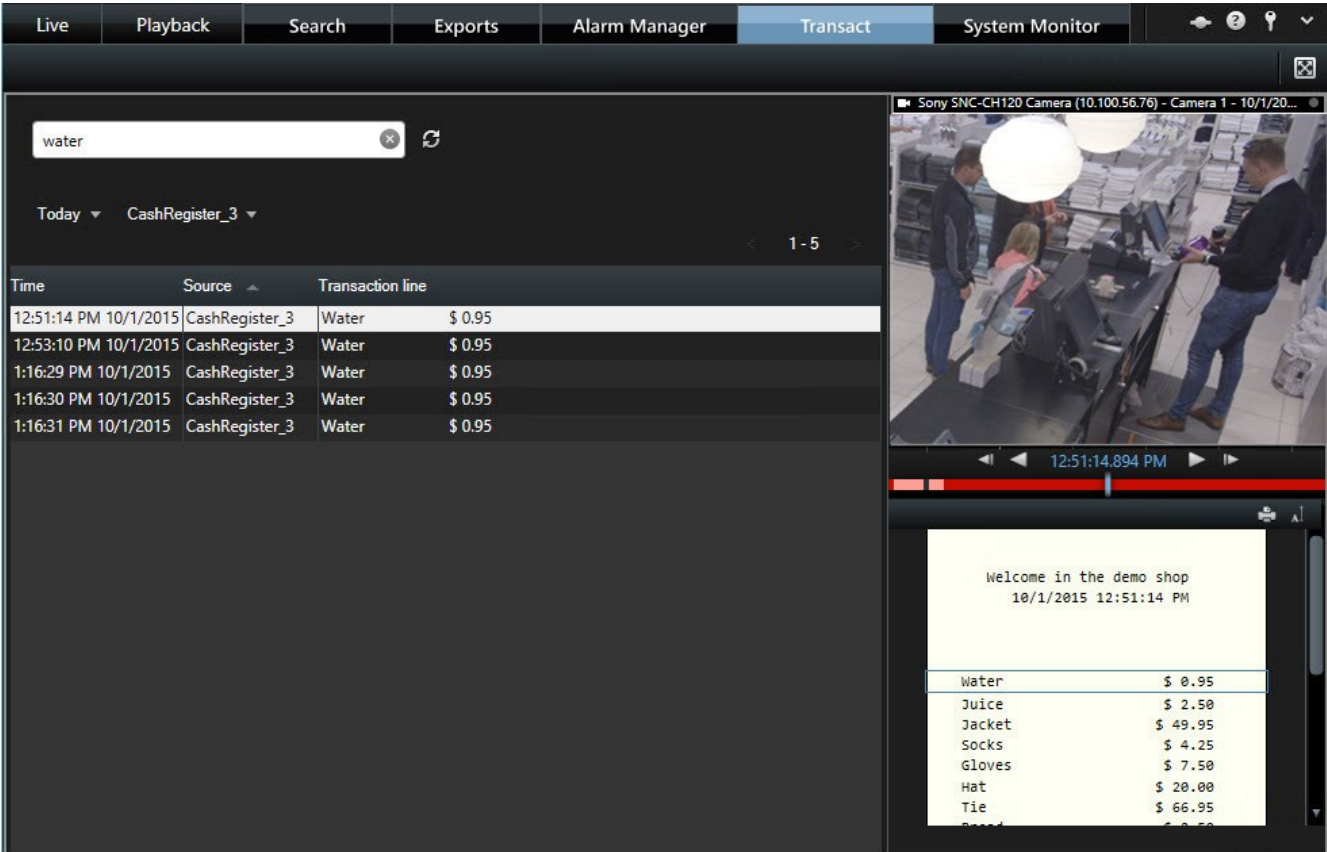 Live Playback Search Exports Alarm Manager Transact System Monitor
Sony SNC-CH120 Camera (10.100.56.76) - Camera 1 - 10/1/20...
water
Today CashRegister_3
< 1 - 5 >
Time Source Transaction line
12:51:14 PM 10/1/2015 CashRegister_3 Water $ 0.95
12:53:10 PM 10/1/2015 CashRegister_3 Water $ 0.95
1:16:29 PM 10/1/2015 CashRegister_3 Water $ 0.95
1:16:30 PM 10/1/2015 CashRegister_3 Water $ 0.95
1:16:31 PM 10/1/2015 CashRegister_3 Water $ 0.95
12:51:14.894 PM
Welcome in the demo shop
10/1/2015 12:51:14 PM
Water $ 0.95
Juice $ 2.50
Jacket $ 49.95
Socks $ 4.25
Gloves $ 7.50
Hat $ 20.00
Tie $ 66.95